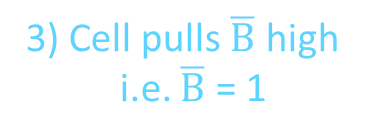 3) Cell pulls B̅ high
i.e. B̅ = 1